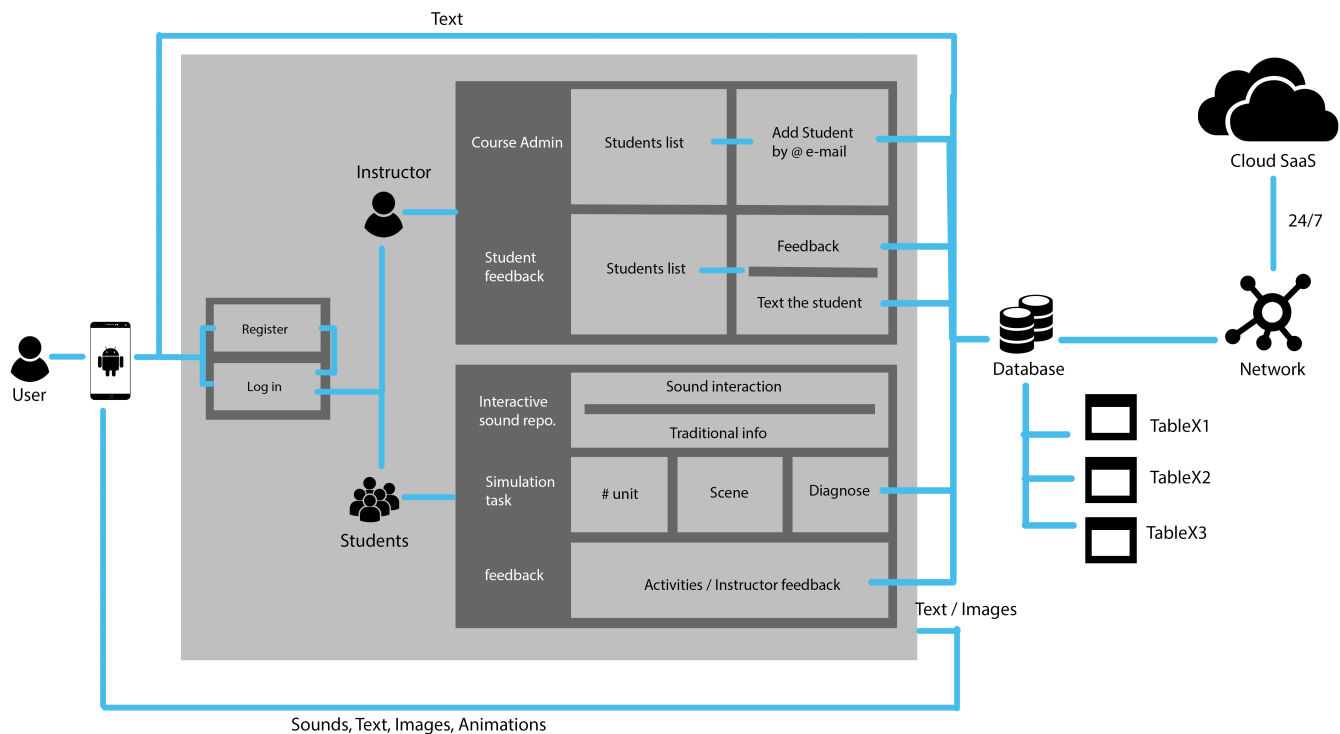 Text
Cloud SaaS
24/7
Course Admin
Students list
Add Student
by @ e-mail
Instructor
Student
feedback
Students list
Feedback
Text the student
Register
Log in
User
Database
Network
Interactive
sound repo.
Sound interaction
Traditional info
TableX1
TableX2
TableX3
Simulation
task
# unit
Scene
Diagnose
Students
feedback
Activities / Instructor feedback
Text / Images
Sounds, Text, Images, Animations